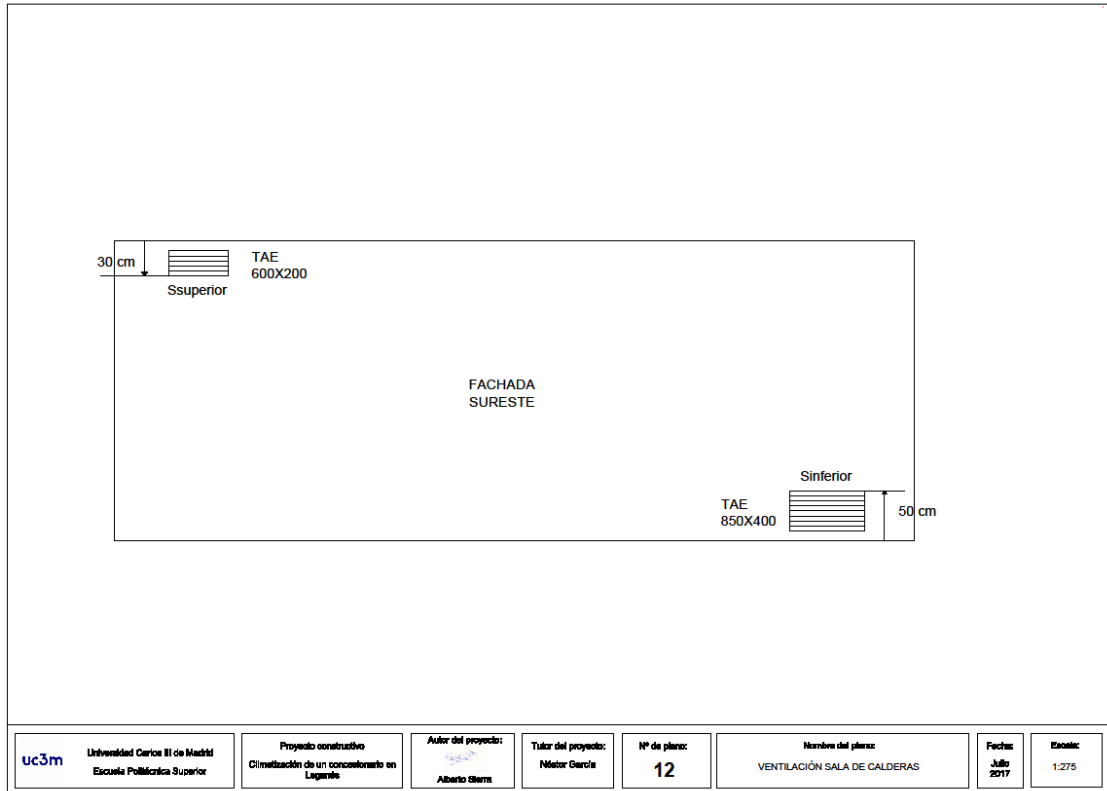 30 cm
TAE
600X200
Ssuperior
FACHADA
SURESTE
Sinferior
TAE
850X400
50 cm
uc3m
Universidad Carlos III de Madrid
Escuela Politécnica Superior
Proyecto constructivo
Climatización de un concesionario en
Leganés
Autor del proyecto:
Alberto Sierra
Tutor del proyecto:
Néstor García
Nº de plano:
12
Nombre del plano:
VENTILACIÓN SALA DE CALDERAS
Fecha:
Julio
2017
Escala:
1:275